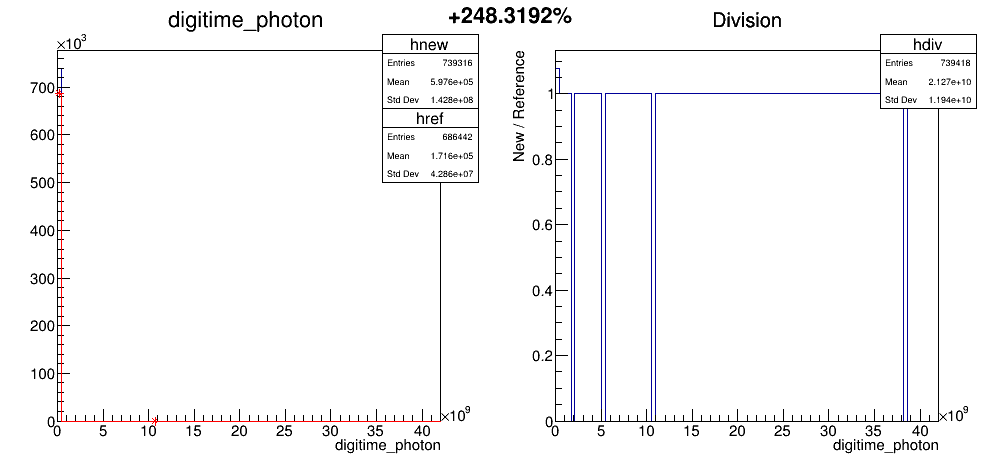 +248.3192%
digitime_photon
×10³
700
600
500
400
300
200
100
0
0 5 10 15 20 25 30 35 40
×10⁹
digitime_photon
hnew
Entries 739316
Mean 5.976e+05
Std Dev 1.428e+08
href
Entries 686442
Mean 1.716e+05
Std Dev 4.286e+07
Division
New / Reference
1
0.8
0.6
0.4
0.2
0
0 5 10 15 20 25 30 35 40
×10⁹
digitime_photon
hdiv
Entries 739418
Mean 2.127e+10
Std Dev 1.194e+10